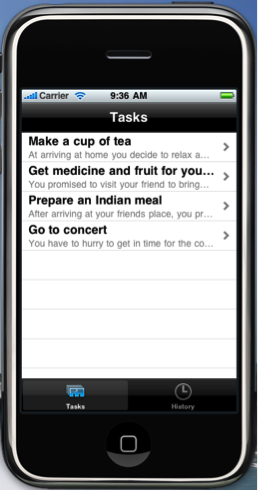 Carrier 9:36 AM
Tasks
Make a cup of tea
At arriving at home you decide to relax a...
Get medicine and fruit for you...
You promised to visit your friend to bring...
Prepare an Indian meal
After arriving at your friends place, you pr...
Go to concert
You have to hurry to get in time for the co...
Tasks History